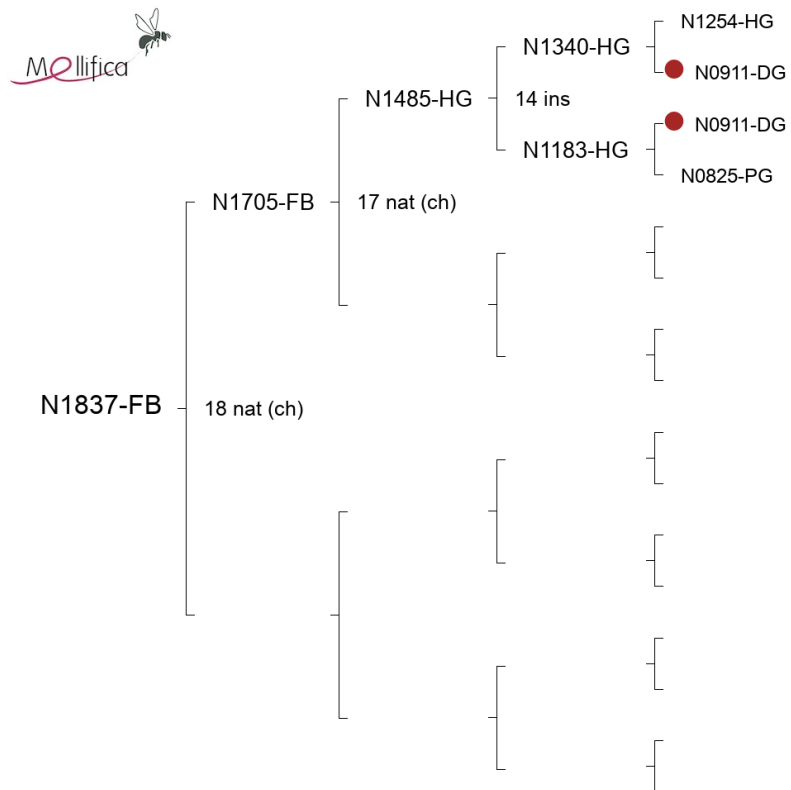 Mellifica
N1254-HG
N1340-HG
N0911-DG
N1485-HG
14 ins
N0911-DG
N1183-HG
N0825-PG
N1705-FB
17 nat (ch)
N1837-FB
18 nat (ch)